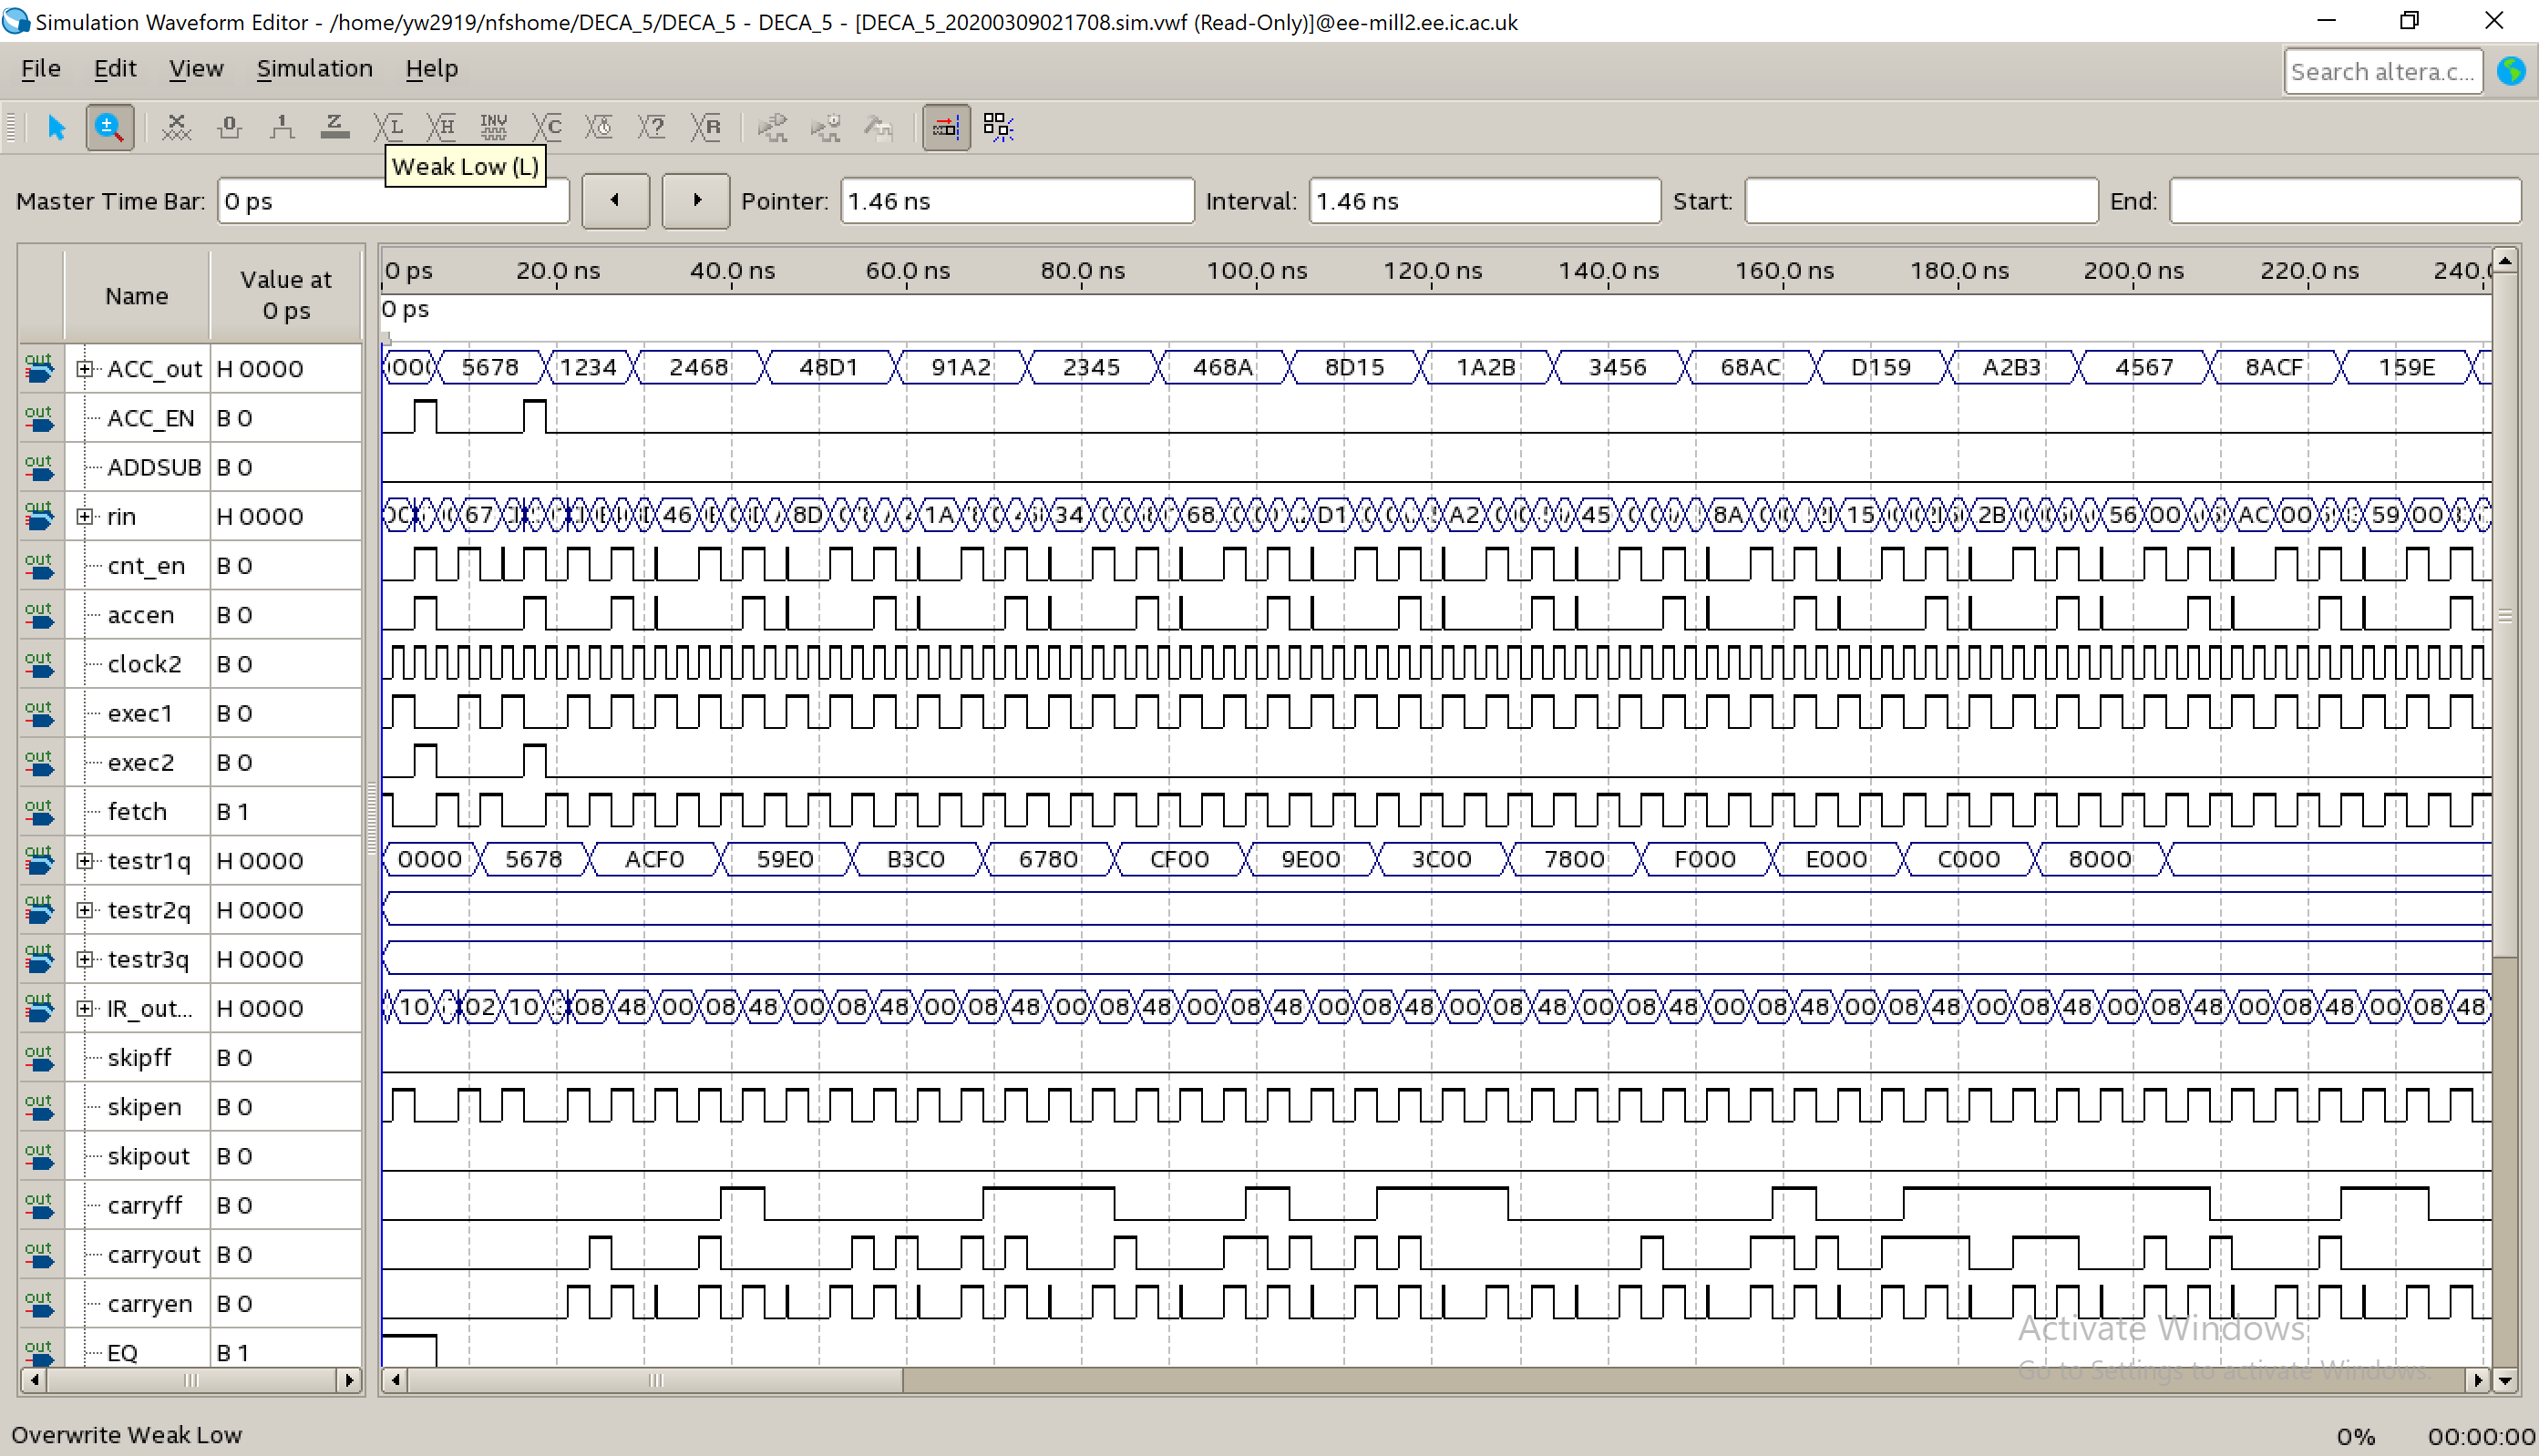 Simulation Waveform Editor - /home/yw2919/nfshome/DECA_5/DECA_5 - DECA_5 - [DECA_5_20200309021708.sim.vwf (Read-Only)]@ee-mill2.ee.ic.ac.uk
File Edit View Simulation Help
Search altera.c...
Weak Low (L)
Master Time Bar: 0 ps Pointer: 1.46 ns Interval: 1.46 ns Start: End:
Name Value at 0 ps
0 ps 20.0 ns 40.0 ns 60.0 ns 80.0 ns 100.0 ns 120.0 ns 140.0 ns 160.0 ns 180.0 ns 200.0 ns 220.0 ns 240.0
0 ps
ACC_out H 0000 5678 1234 2468 48D1 91A2 2345 468A 8D15 1A2B 3456 68AC D159 A2B3 4567 8ACF 159E
ACC_EN B 0
ADDSUB B 0
rin H 0000 67 46 8D 1A 34 68 D1 A2 45 8A 15 2B 56 00 AC 00 59 00
cnt_en B 0
accen B 0
clock2 B 0
exec1 B 0
exec2 B 0
fetch B 1
testr1q H 0000 0000 5678 ACF0 59E0 B3C0 6780 CF00 9E00 3C00 7800 F000 E000 C000 8000
testr2q H 0000
testr3q H 0000
IR_out... H 0000 10 02 10 08 48 00 08 48 00 08 48 00 08 48 00 08 48 00 08 48 00 08 48 00 08 48 00 08 48 00 08 48 00 08 48 00 08 48 00 08 48 00 08 48 00 08 48
skipff B 0
skipen B 0
skipout B 0
carryff B 0
carryout B 0
carryen B 0
EQ B 1
Activate Windows
Go to Settings to activate Windows.
Overwrite Weak Low 0% 00:00:00